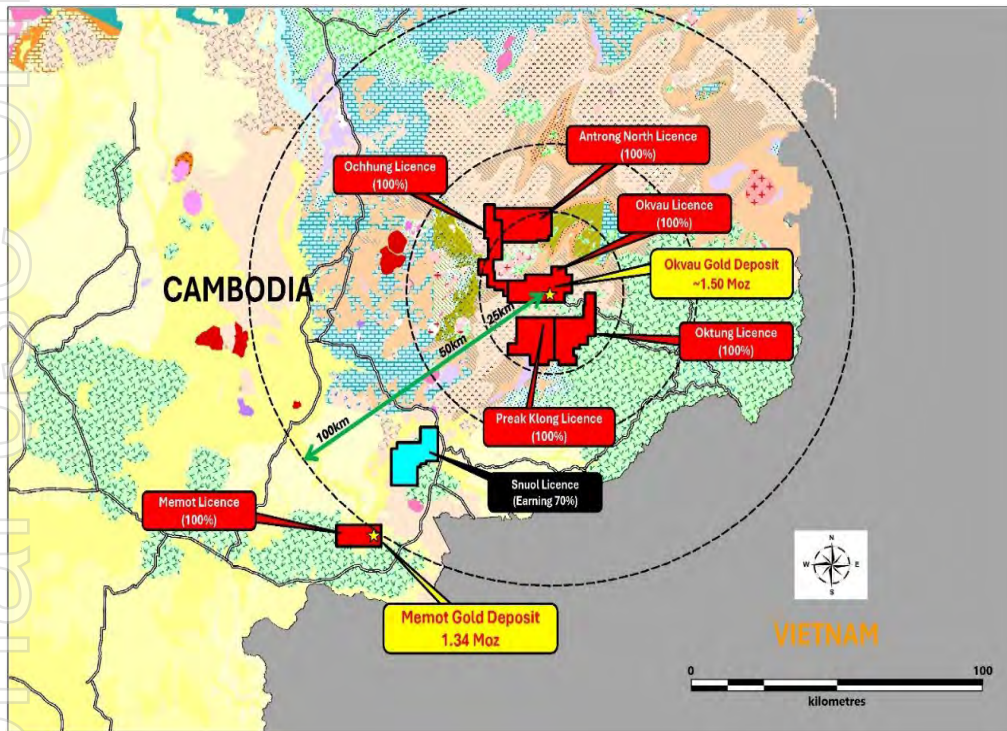 Antrong North Licence
(100%)
Ochhung Licence
(100%)
Okvau Licence
(100%)
Okvau Gold Deposit
~1.50 Moz
CAMBODIA
25km
50km
100km
Oktung Licence
(100%)
Preak Klong Licence
(100%)
Snuol Licence
(Earning 70%)
Memot Licence
(100%)
Memot Gold Deposit
1.34 Moz
N
W
E
S
VIETNAM
0
100
kilometres